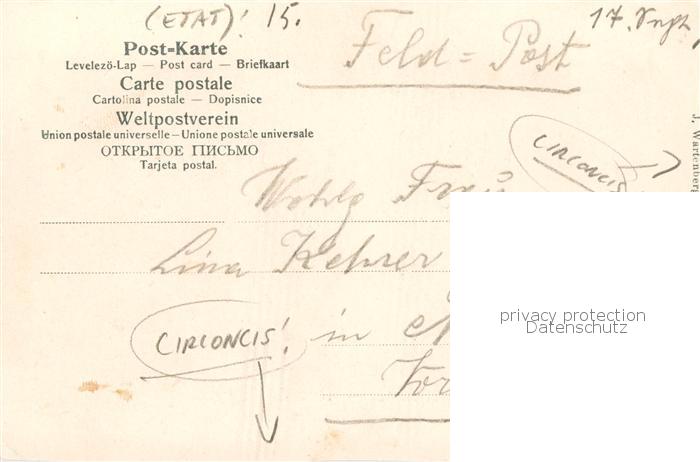 (ETAT)! 15.
Post-Karte
Levelező-Lap — Post card — Briefkaart
Carte postale
Cartolina postale — Dopisnice
Weltpostverein
Union postale universelle — Unione postale universale
ОТКРЫТОЕ ПИСЬМО
Tarjeta postal.
Feld = Post
17.
J. Wartenberg
CIRCONCIS
Wohlg Frau
Lina Kehrer
CIRCONCIS!
in
privacy protection
Datenschutz